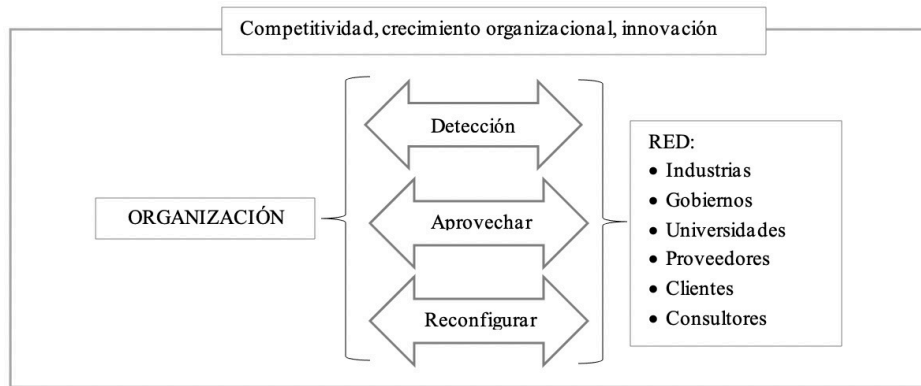 Competitividad, crecimiento organizacional, innovación
Detección
ORGANIZACIÓN
Aprovechar
Reconfigurar
RED:
• Industrias
• Gobiernos
• Universidades
• Proveedores
• Clientes
• Consultores